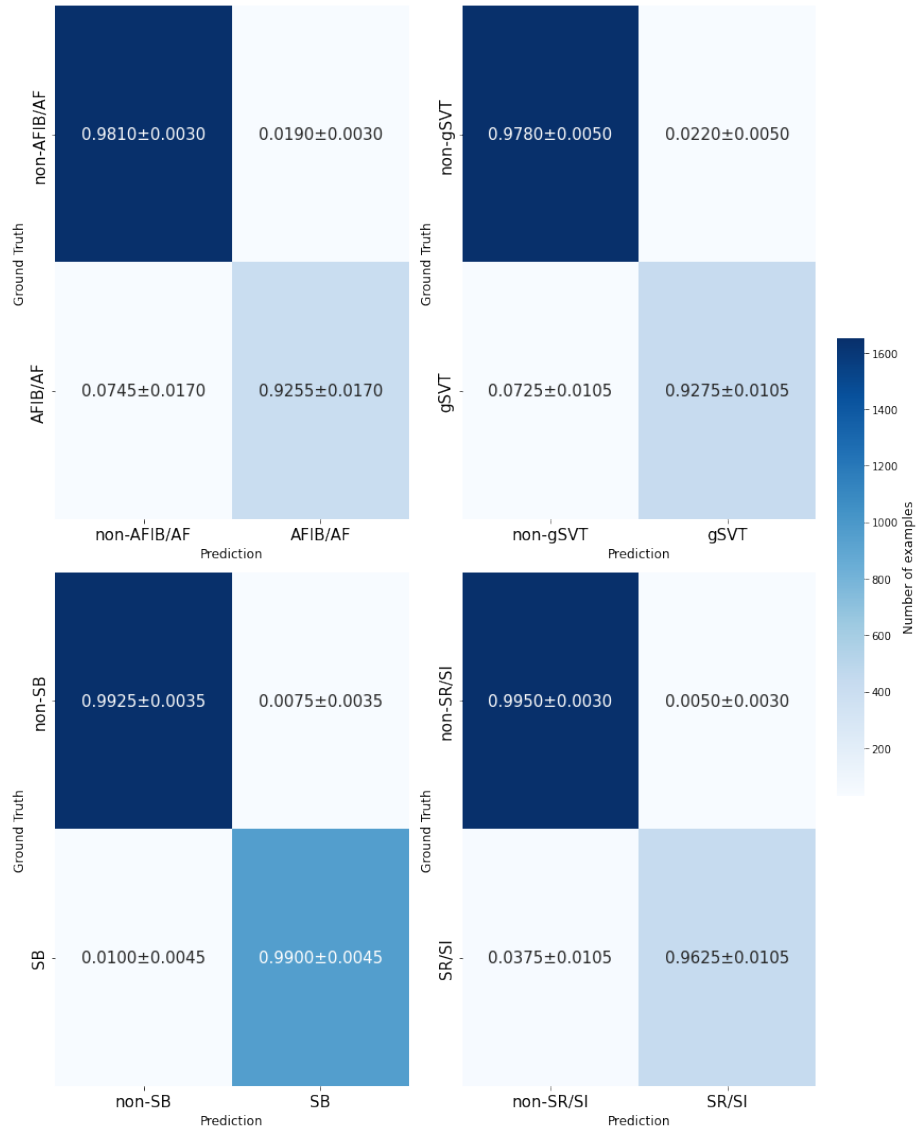 non-AFIB/AF
0.9810±0.0030 0.0190±0.0030
Ground Truth
AFIB/AF
0.0745±0.0170 0.9255±0.0170
non-AFIB/AF AFIB/AF
Prediction
non-gSVT
0.9780±0.0050 0.0220±0.0050
Ground Truth
gSVT
0.0725±0.0105 0.9275±0.0105
non-gSVT gSVT
Prediction
non-SB
0.9925±0.0035 0.0075±0.0035
Ground Truth
SB
0.0100±0.0045 0.9900±0.0045
non-SB SB
Prediction
non-SR/SI
0.9950±0.0030 0.0050±0.0030
Ground Truth
SR/SI
0.0375±0.0105 0.9625±0.0105
non-SR/SI SR/SI
Prediction
1600
1400
1200
1000
800
600
400
200
Number of examples